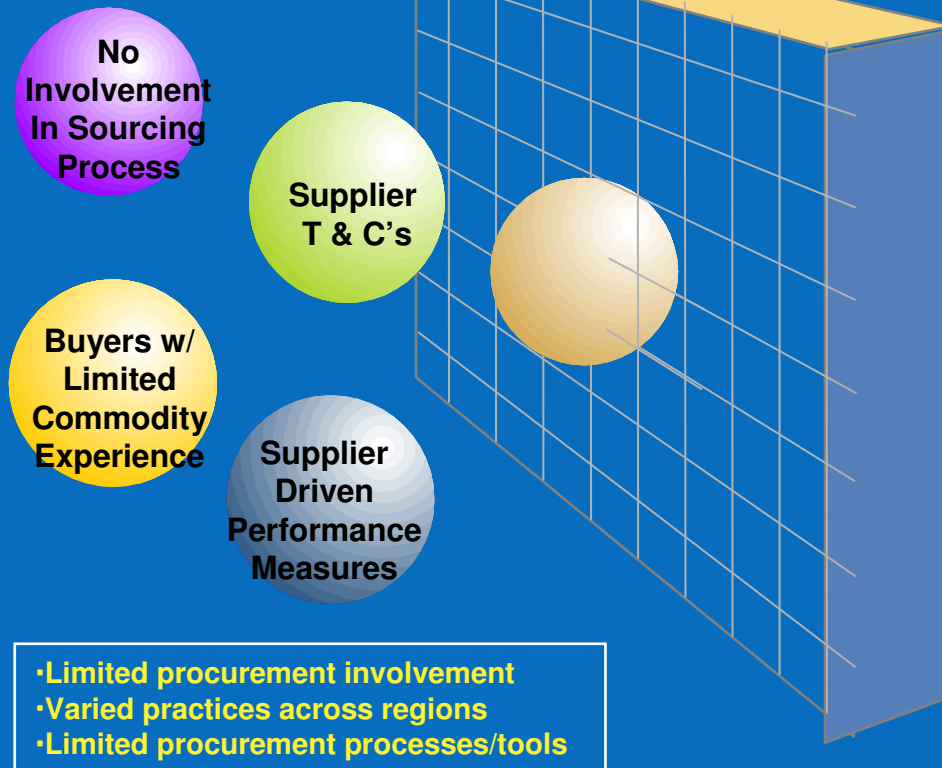 No
Involvement
In Sourcing
Process
Supplier
T & C's
Buyers w/
Limited
Commodity
Experience
Supplier
Driven
Performance
Measures
·Limited procurement involvement
·Varied practices across regions
·Limited procurement processes/tools